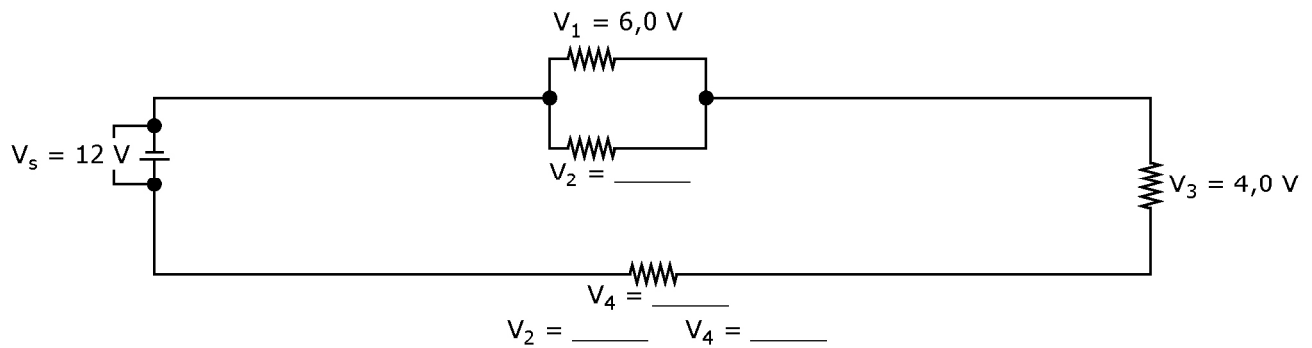 V₁ = 6,0 V
Vₛ = 12 V
V₂ = ______
V₃ = 4,0 V
V₄ = ______
V₂ = ______ V₄ = ______